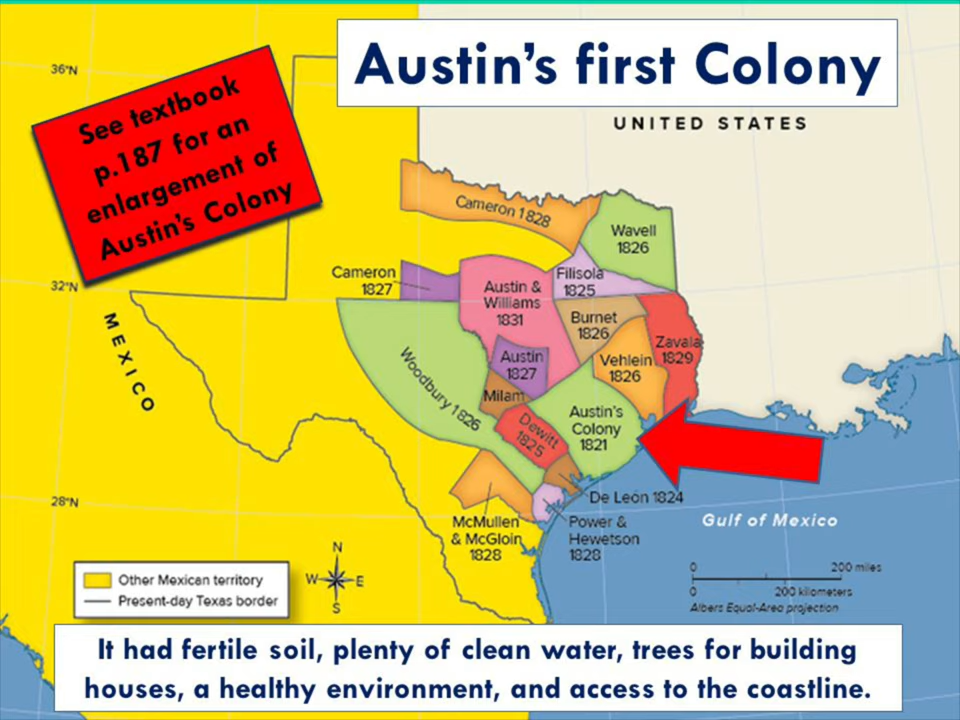 Austin's first Colony
See textbook
p.187 for an
enlargement of
Austin's Colony
36°N
32°N
28°N
UNITED STATES
MEXICO
Cameron 1828
Wavell
1826
Cameron
1827
Austin &
Williams
1831
Filisola
1825
Burnet
1826
Zavala
1829
Vehlein
1826
Austin
1827
Woodbury 1826
Milam
Dewitt
1825
Austin's
Colony
1821
De León 1824
McMullen
& McGloin
1828
Power &
Hewetson
1828
Gulf of Mexico
N
W E
S
Other Mexican territory
Present-day Texas border
0 200 miles
0 200 kilometers
Albers Equal-Area projection
It had fertile soil, plenty of clean water, trees for building
houses, a healthy environment, and access to the coastline.